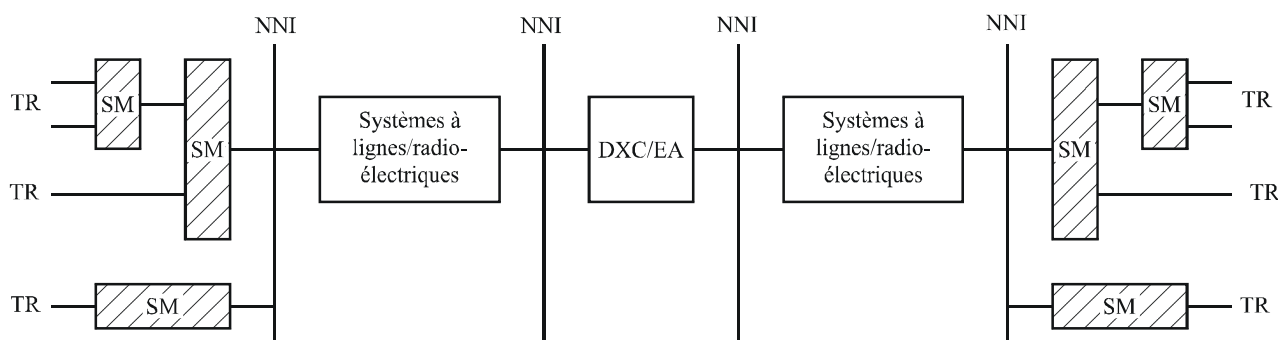 NNI
NNI
NNI
NNI
TR
SM
SM
TR
Systèmes à
lignes/radio-
électriques
DXC/EA
Systèmes à
lignes/radio-
électriques
SM
SM
TR
TR
TR
SM
SM
TR